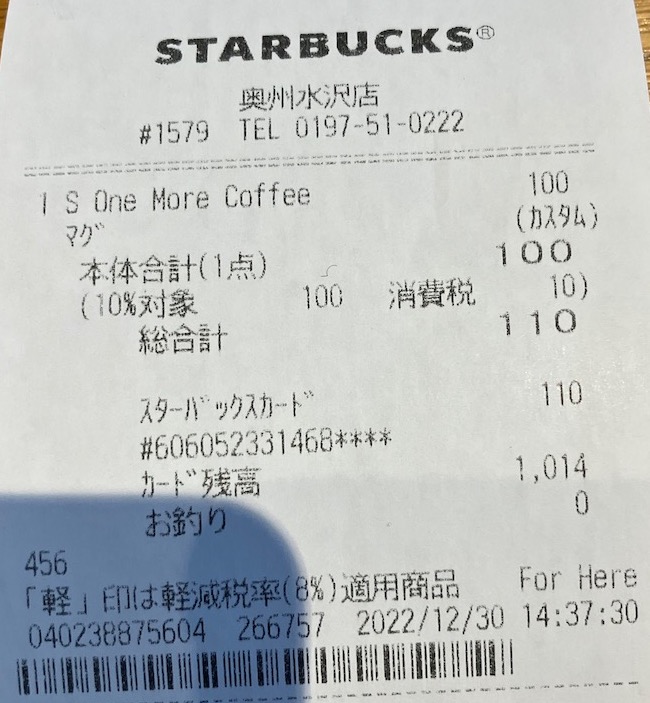 STARBUCKS®
奥州水沢店
#1579 TEL 0197-51-0222
1 S One More Coffee 100
マグ (カスタム)
本体合計(1点) 100
(10%対象 100 消費税 10)
総合計 110
スターバックスカード 110
#606052331468****
カード残高 1,014
お釣り 0
456
「軽」印は軽減税率(8%)適用商品 For Here
040238875604 266757 2022/12/30 14:37:30